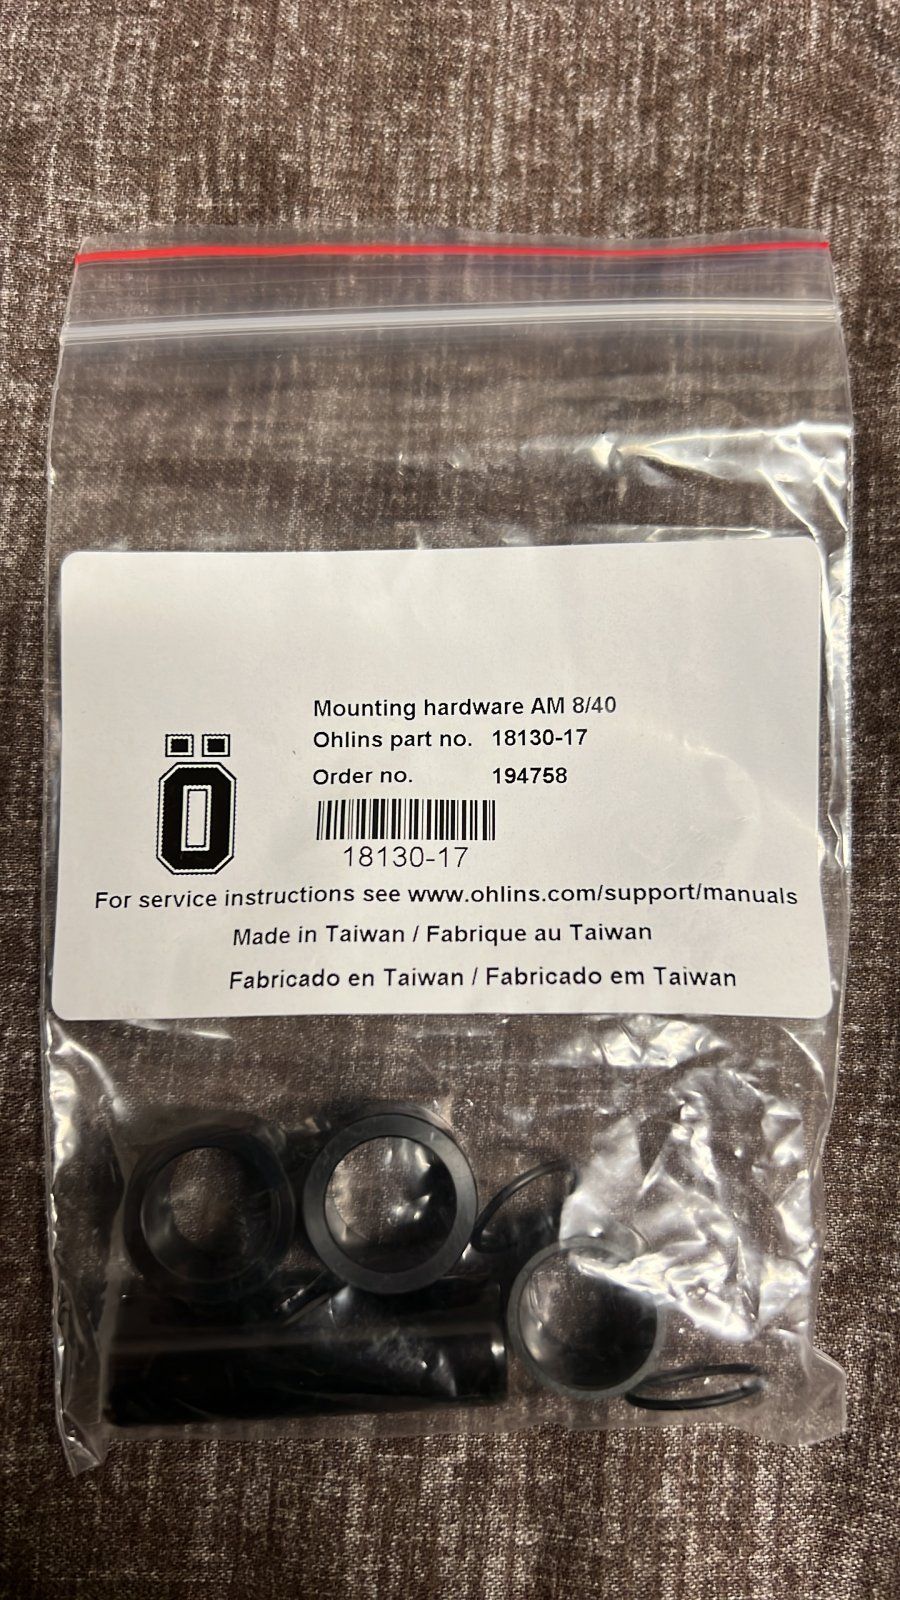 Mounting hardware AM 8/40
Ohlins part no. 18130-17
Order no. 194758
Ö
18130-17
For service instructions see www.ohlins.com/support/manuals
Made in Taiwan / Fabrique au Taiwan
Fabricado en Taiwan / Fabricado em Taiwan